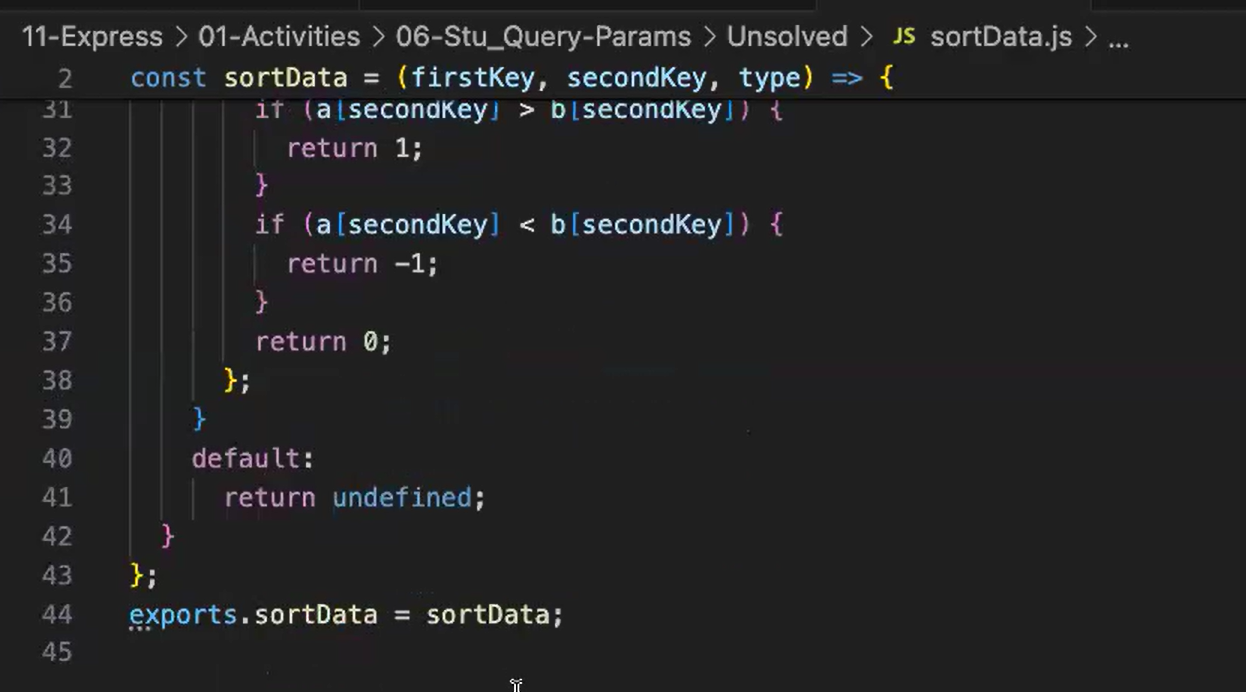 11-Express > 01-Activities > 06-Stu_Query-Params > Unsolved > JS sortData.js > ...
2 const sortData = (firstKey, secondKey, type) => {
31 if (a[secondKey] > b[secondKey]) {
32 return 1;
33 }
34 if (a[secondKey] < b[secondKey]) {
35 return -1;
36 }
37 return 0;
38 };
39 }
40 default:
41 return undefined;
42 }
43 };
44 exports.sortData = sortData;
45